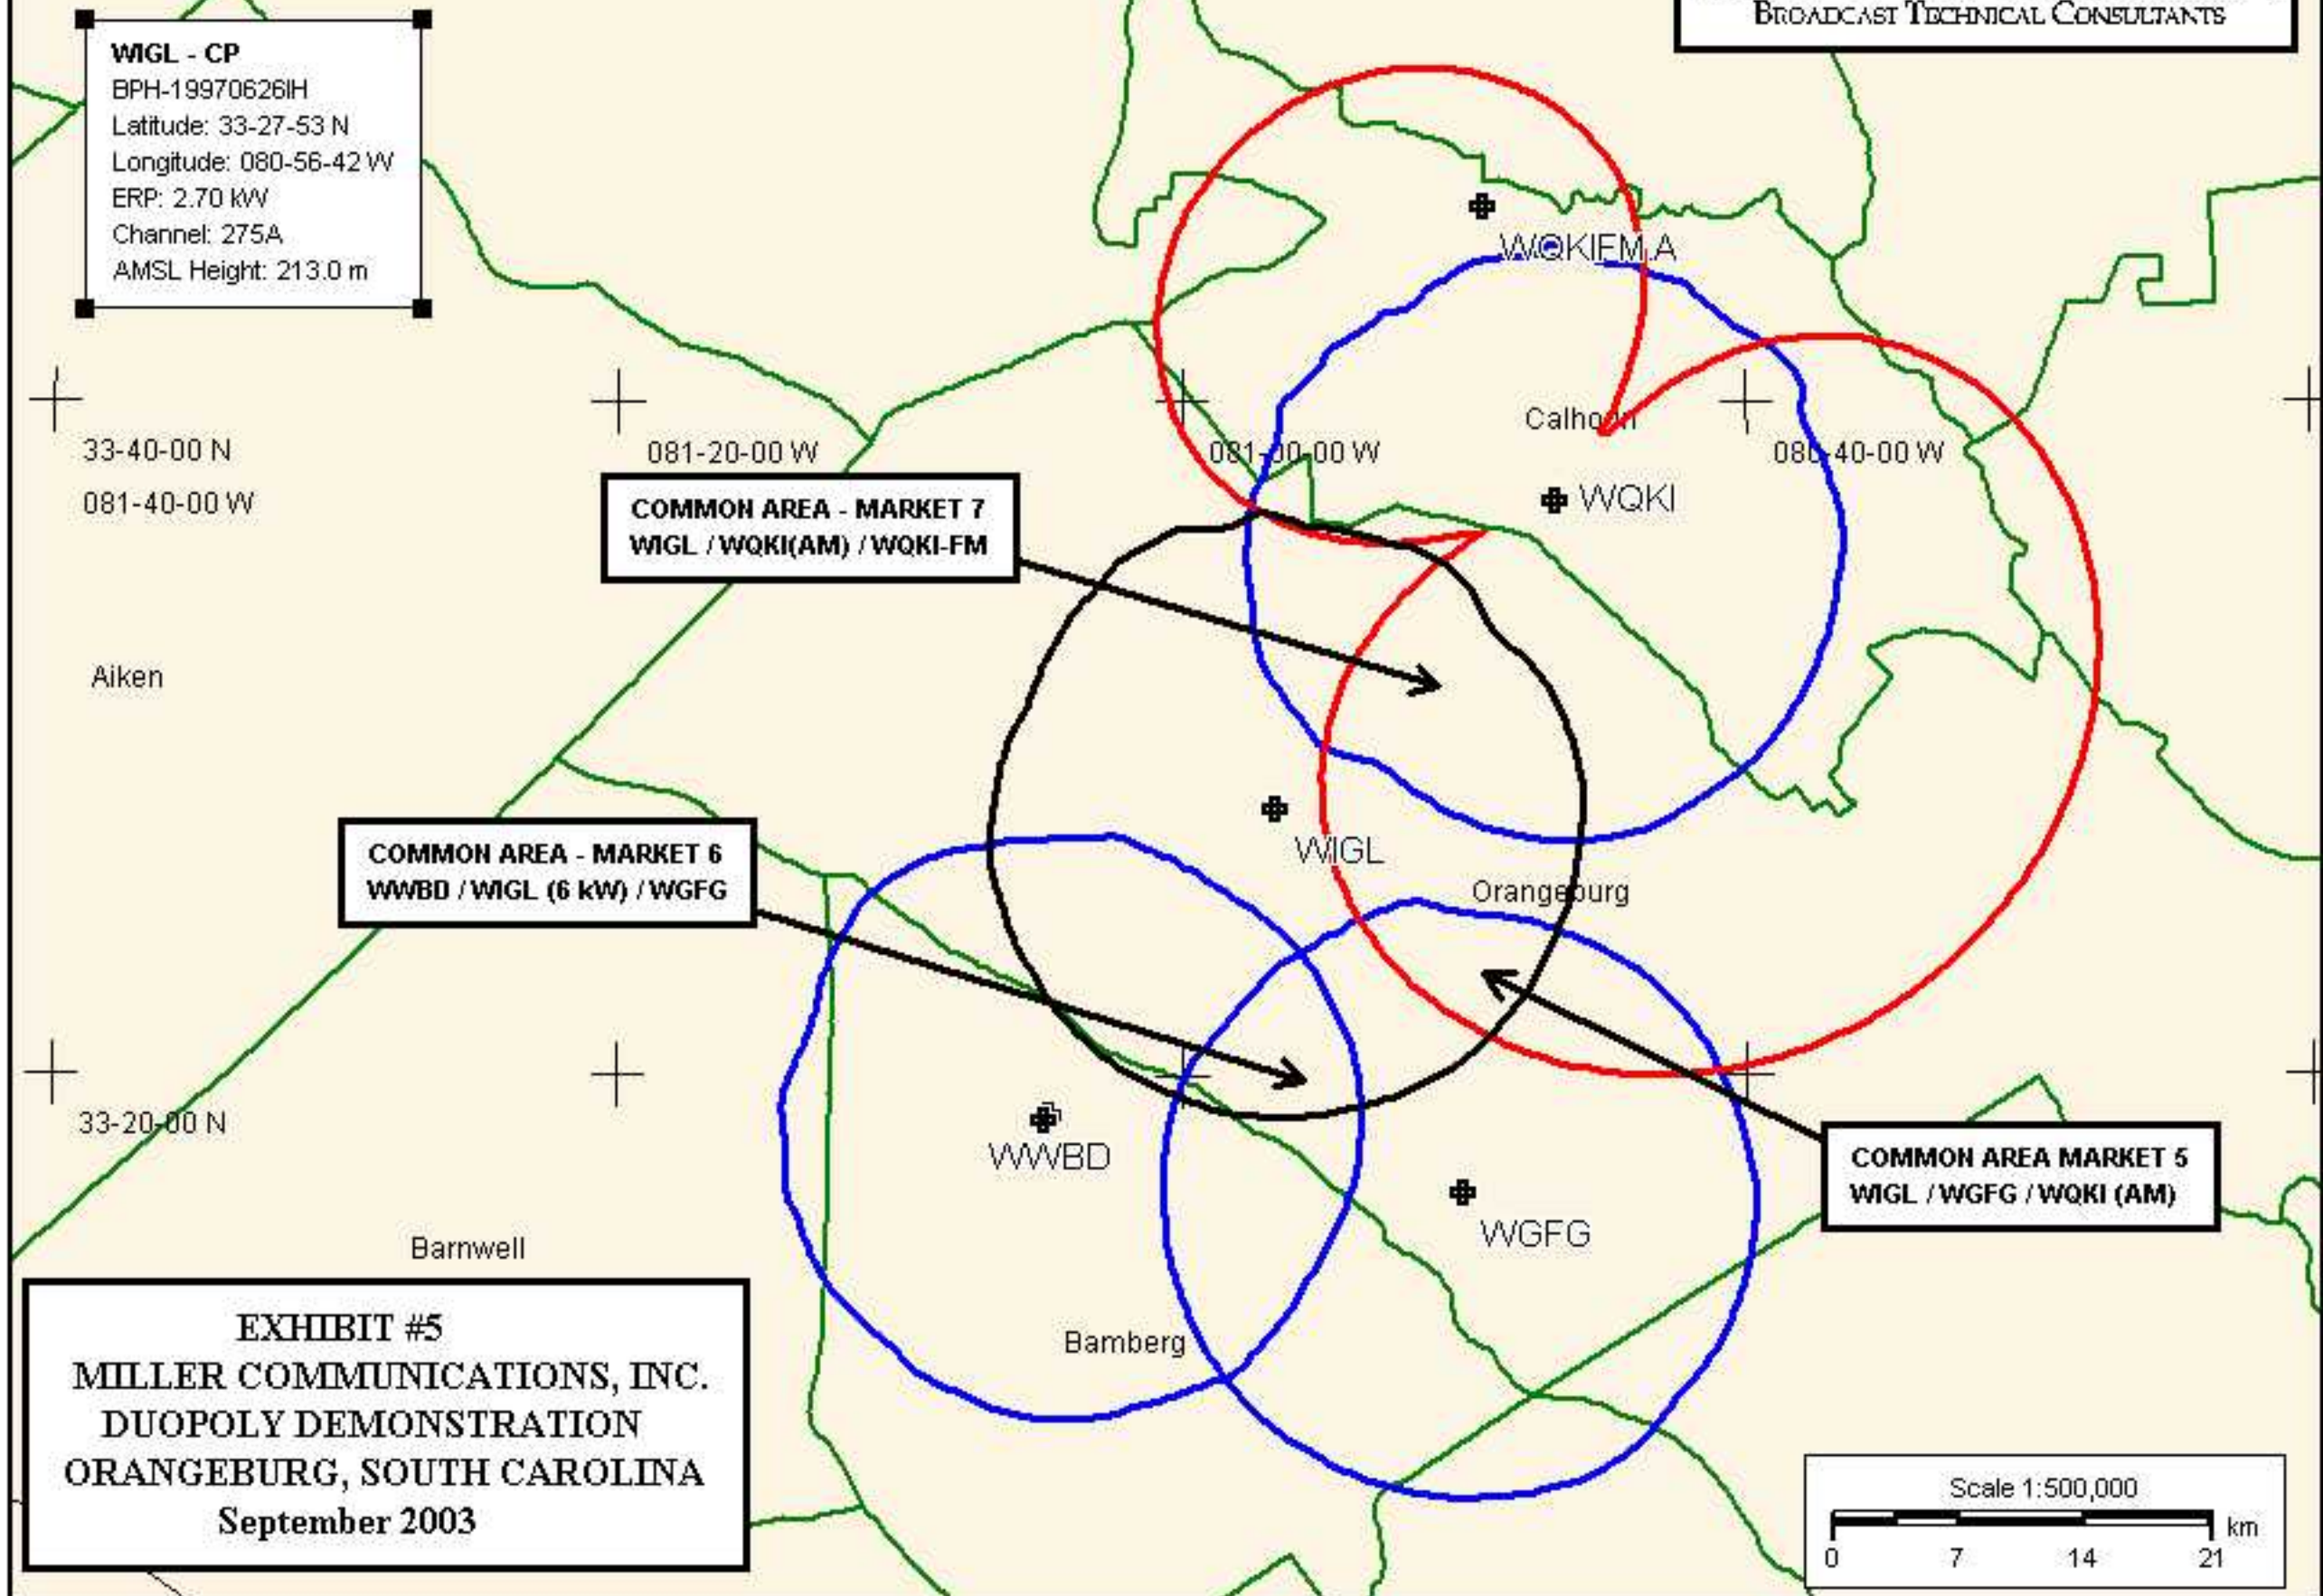 BROADCAST TECHNICAL CONSULTANTS
WIGL - CP
BPH-19970626IH
Latitude: 33-27-53 N
Longitude: 080-56-42 W
ERP: 2.70 kW
Channel: 275A
AMSL Height: 213.0 m
WQKIFM.A
Calhoun
33-40-00 N
081-40-00 W
081-20-00 W
081-00-00 W
080-40-00 W
WQKI
COMMON AREA - MARKET 7
WIGL / WQKI(AM) / WQKI-FM
Aiken
WIGL
COMMON AREA - MARKET 6
WWBD / WIGL (6 kW) / WGFG
Orangeburg
33-20-00 N
WWBD
COMMON AREA MARKET 5
WIGL / WGFG / WQKI (AM)
WGFG
Barnwell
Bamberg
EXHIBIT #5
MILLER COMMUNICATIONS, INC.
DUOPOLY DEMONSTRATION
ORANGEBURG, SOUTH CAROLINA
September 2003
Scale 1:500,000
km
0 7 14 21